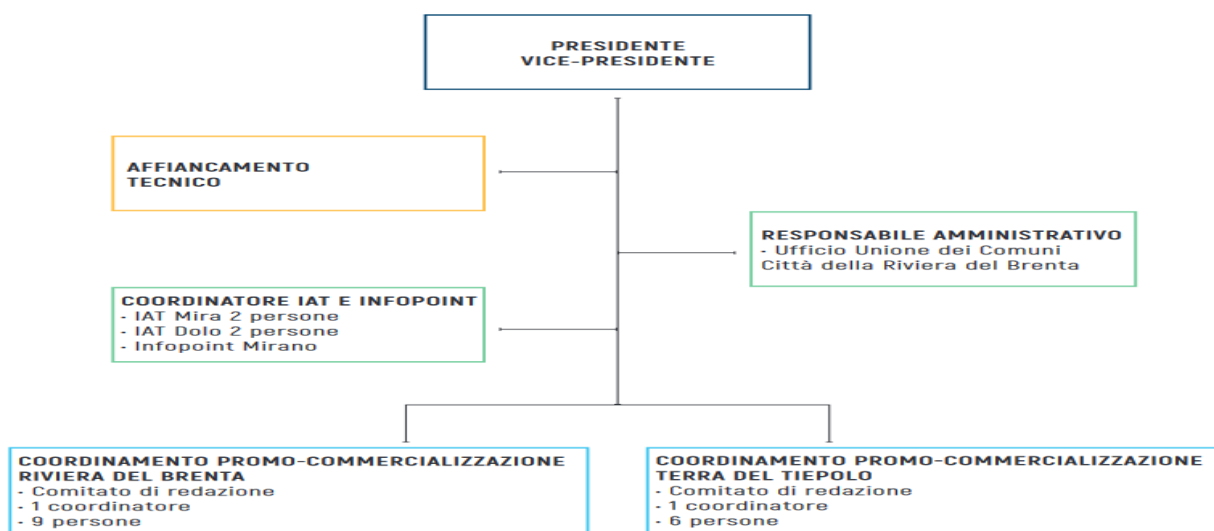 PRESIDENTE
VICE-PRESIDENTE
AFFIANCAMENTO
TECNICO
RESPONSABILE AMMINISTRATIVO
- Ufficio Unione dei Comuni
Città della Riviera del Brenta
COORDINATORE IAT E INFOPOINT
- IAT Mira 2 persone
- IAT Dolo 2 persone
- Infopoint Mirano
COORDINAMENTO PROMO-COMMERCIALIZZAZIONE
RIVIERA DEL BRENTA
- Comitato di redazione
- 1 coordinatore
- 9 persone
COORDINAMENTO PROMO-COMMERCIALIZZAZIONE
TERRA DEL TIEPOLO
- Comitato di redazione
- 1 coordinatore
- 6 persone